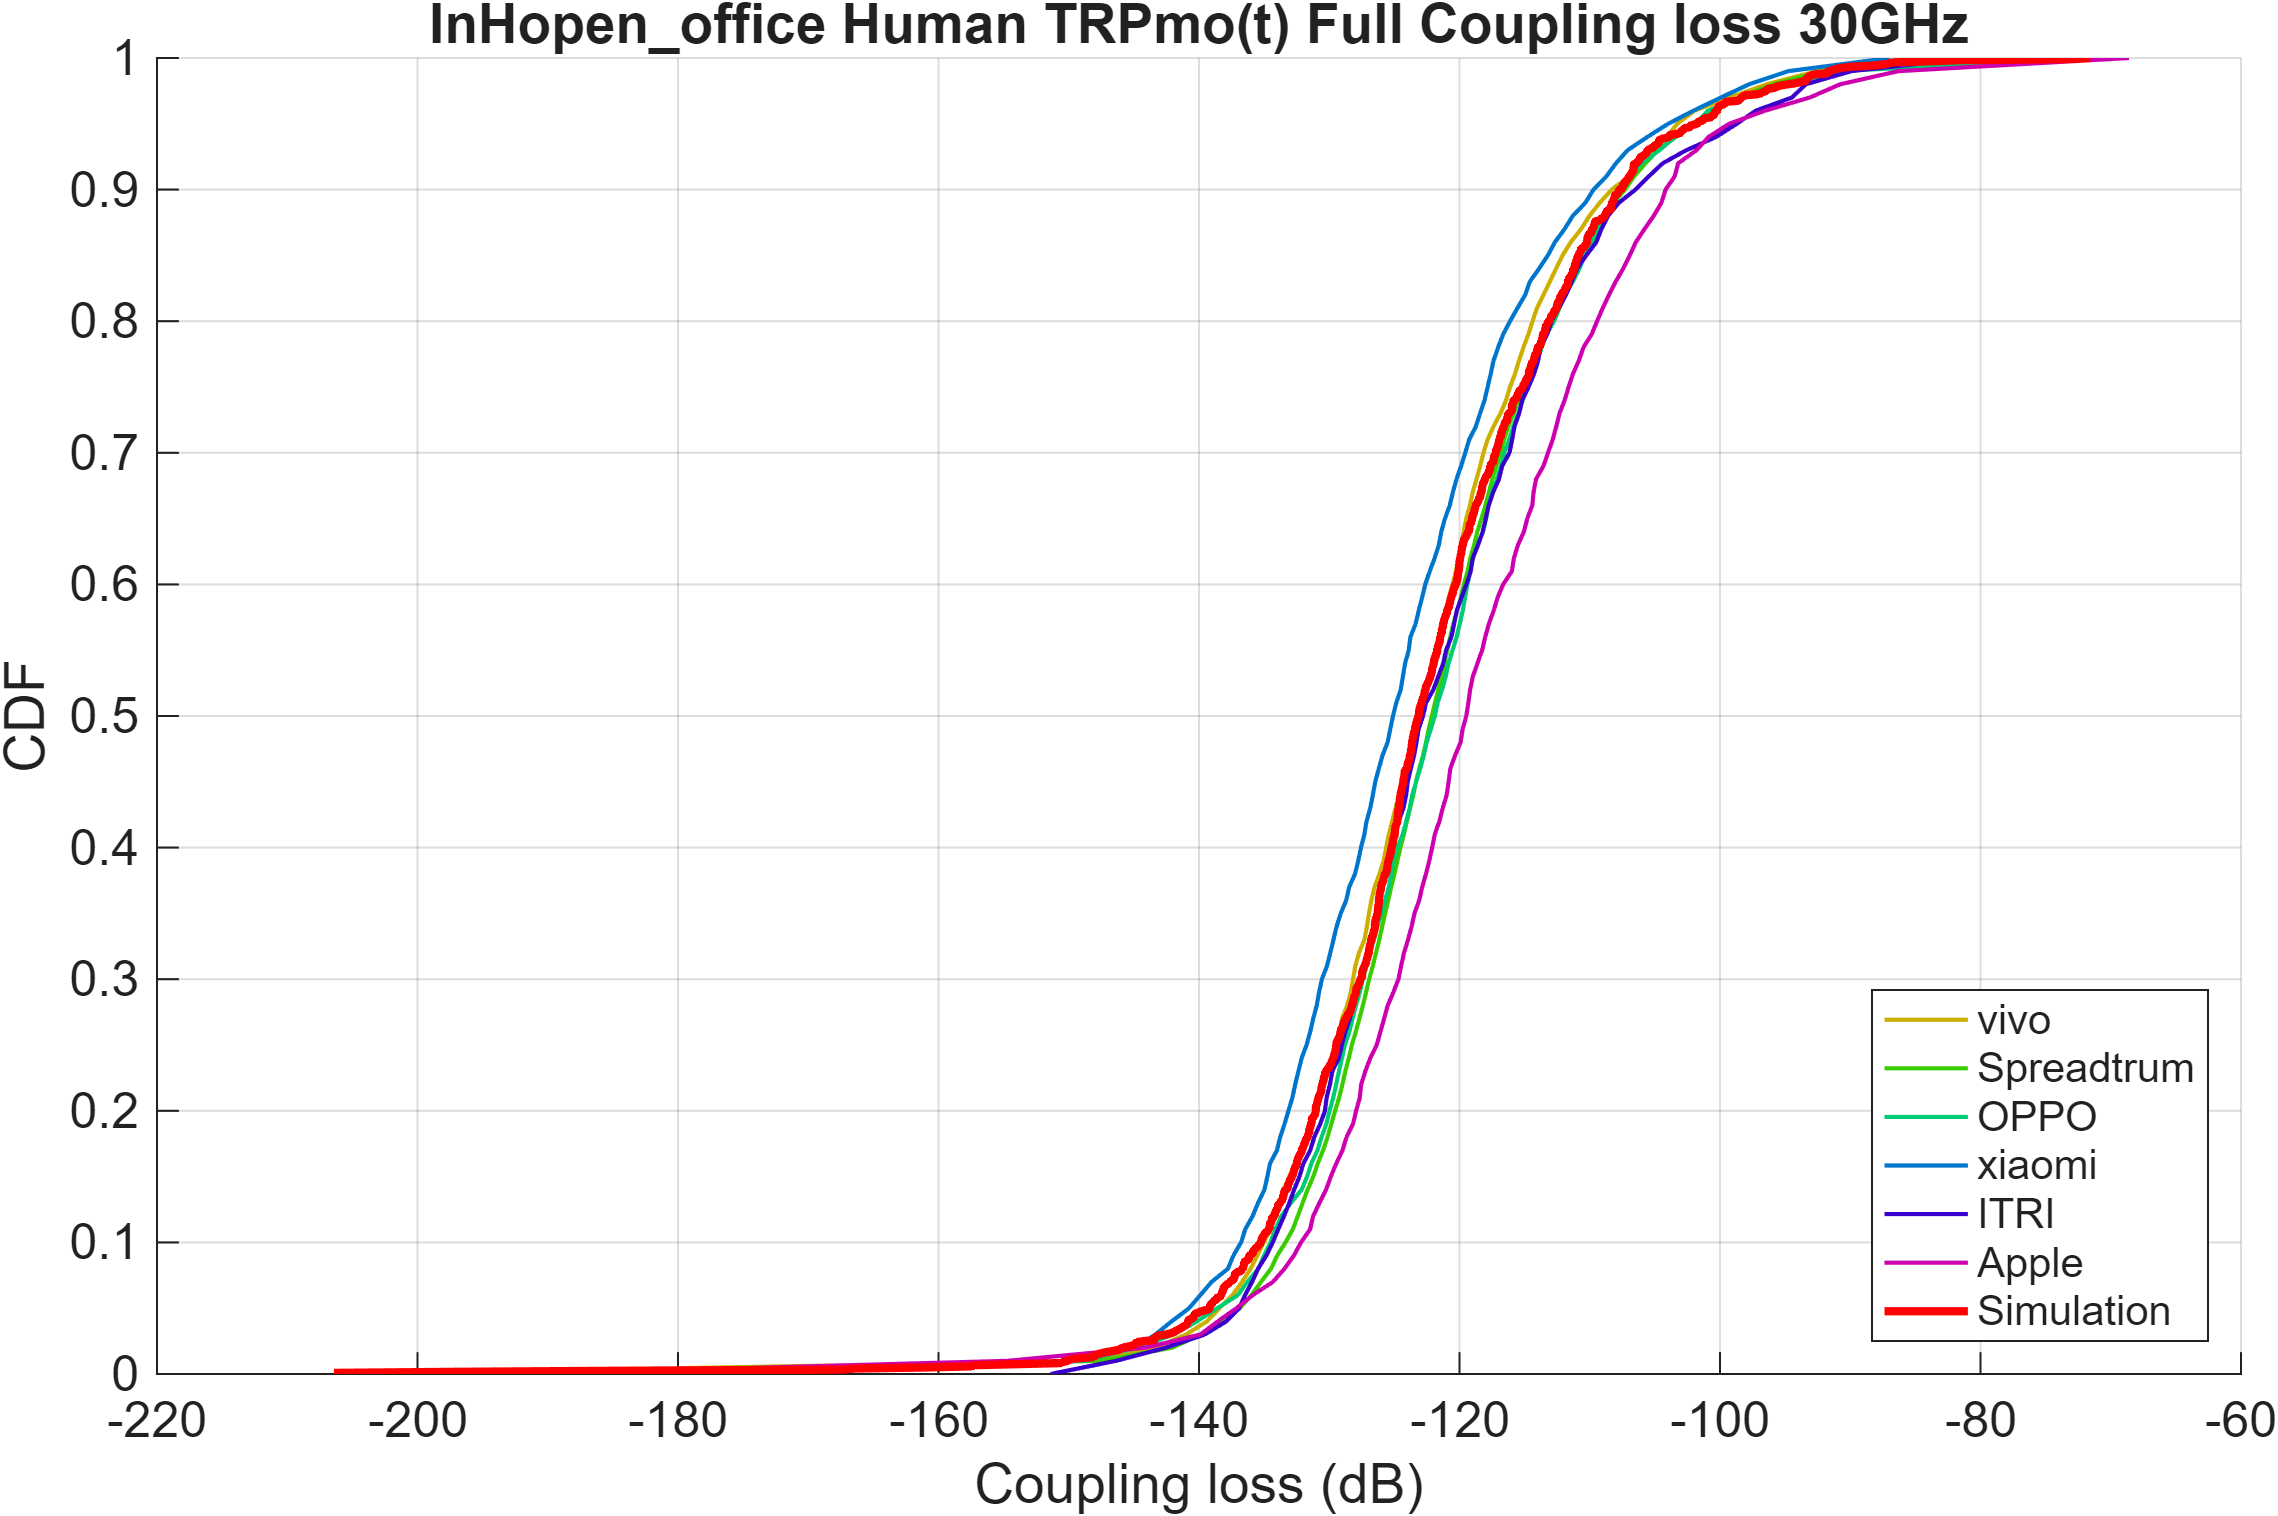 InHopen_office Human TRPmo(t) Full Coupling loss 30GHz
1
0.9
0.8
0.7
0.6
0.5
0.4
0.3
0.2
0.1
0
CDF
vivo
Spreadtrum
OPPO
xiaomi
ITRI
Apple
Simulation
-220 -200 -180 -160 -140 -120 -100 -80 -60
Coupling loss (dB)